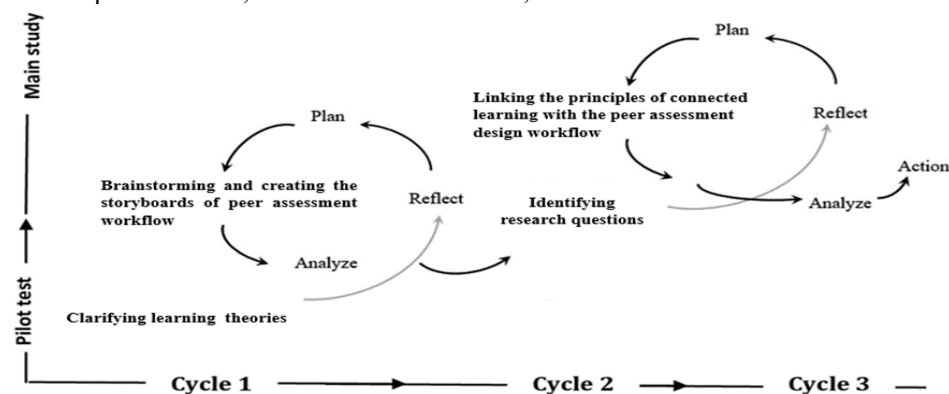 Main study
Pilot test
Plan
Brainstorming and creating the
storyboards of peer assessment
workflow
Reflect
Analyze
Clarifying learning theories
Plan
Linking the principles of connected
learning with the peer assessment
design workflow
Reflect
Identifying
research questions
Analyze
Action
Cycle 1
Cycle 2
Cycle 3